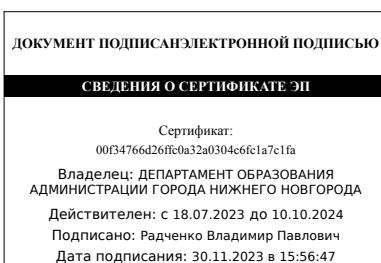 ДОКУМЕНТ ПОДПИСАНЭЛЕКТРОННОЙ ПОДПИСЬЮ
СВЕДЕНИЯ О СЕРТИФИКАТЕ ЭП
Сертификат:
00f34766d26ffc0a32a0304c6fc1a7c1fa
Владелец: ДЕПАРТАМЕНТ ОБРАЗОВАНИЯ
АДМИНИСТРАЦИИ ГОРОДА НИЖНЕГО НОВГОРОДА
Действителен: с 18.07.2023 до 10.10.2024
Подписано: Радченко Владимир Павлович
Дата подписания: 30.11.2023 в 15:56:47